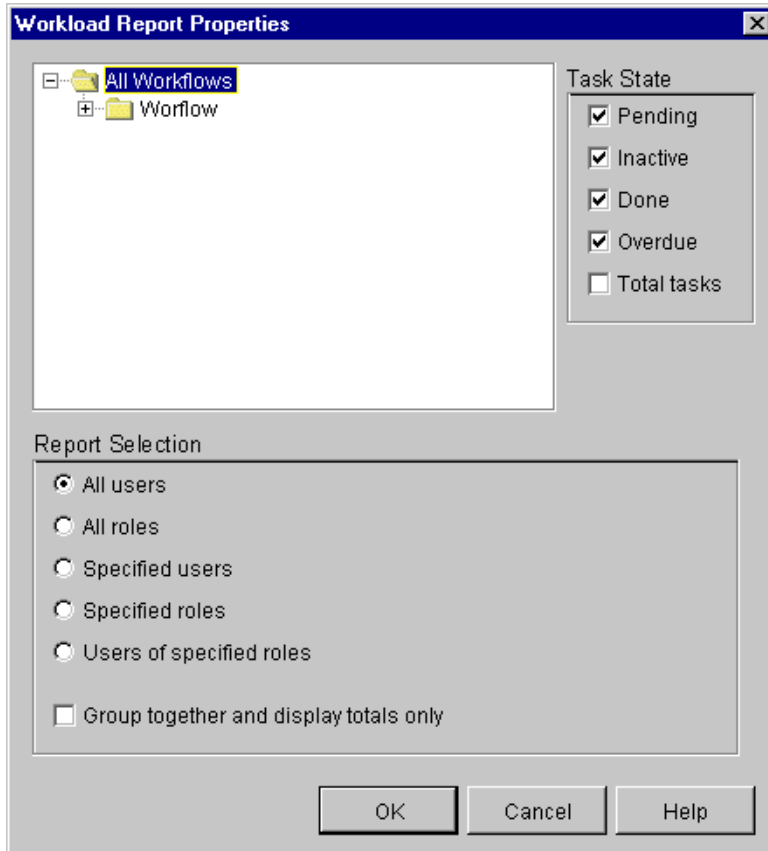 Workload Report Properties
All Workflows
Worflow
Task State
Pending
Inactive
Done
Overdue
Total tasks
Report Selection
All users
All roles
Specified users
Specified roles
Users of specified roles
Group together and display totals only
OK
Cancel
Help